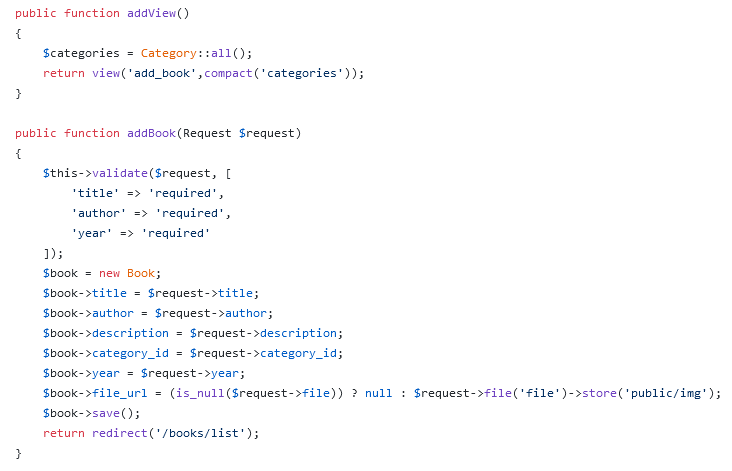 public function addView()
{
    $categories = Category::all();
    return view('add_book',compact('categories'));
}

public function addBook(Request $request)
{
    $this->validate($request, [
        'title' => 'required',
        'author' => 'required',
        'year' => 'required'
    ]);
    $book = new Book;
    $book->title = $request->title;
    $book->author = $request->author;
    $book->description = $request->description;
    $book->category_id = $request->category_id;
    $book->year = $request->year;
    $book->file_url = (is_null($request->file)) ? null : $request->file('file')->store('public/img');
    $book->save();
    return redirect('/books/list');
}